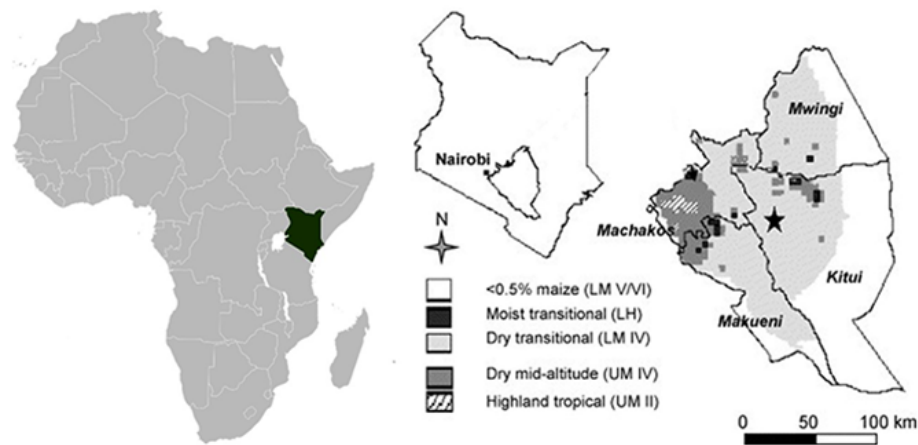 Nairobi
N
<0.5% maize (LM V/VI)
Moist transitional (LH)
Dry transitional (LM IV)
Dry mid-altitude (UM IV)
Highland tropical (UM II)
Mwingi
Machakos
Kitui
Makueni
0 50 100 km